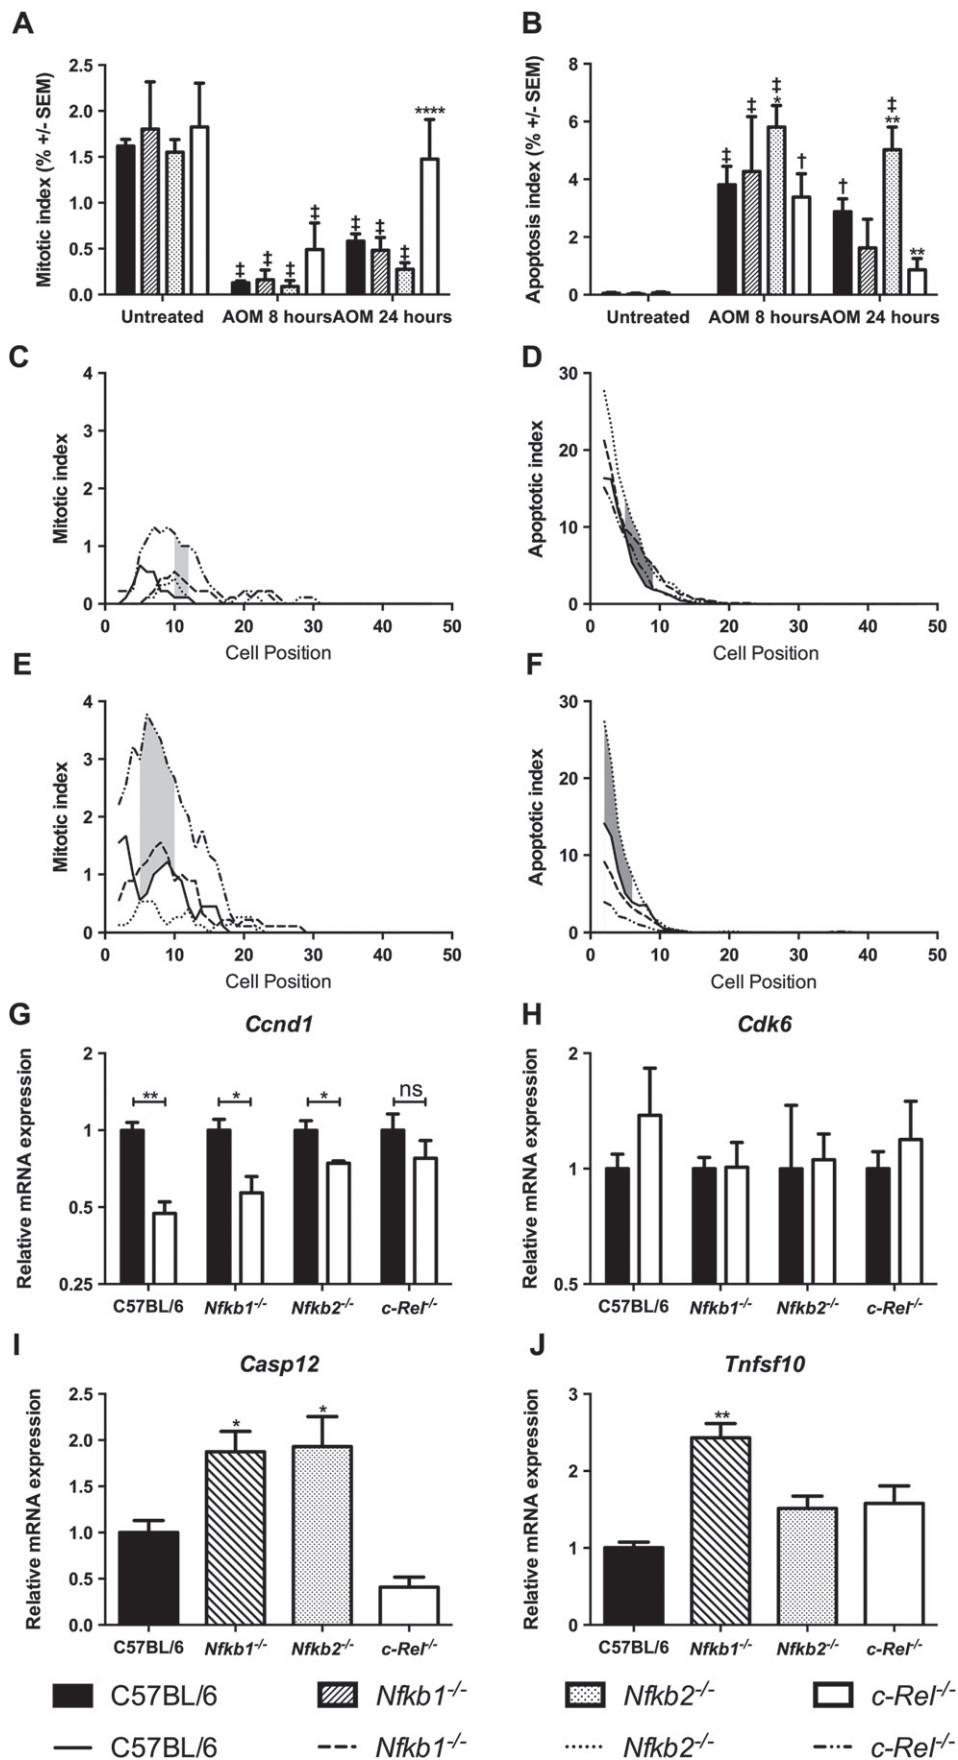 A
B
Mitotic index (% +/- SEM)
2.5
2.0
1.5
1.0
0.5
0.0
‡ ‡ ‡ ‡ ‡ ‡ ‡ ****
Untreated AOM 8 hours AOM 24 hours
Apoptosis index (% +/- SEM)
8
6
4
2
0
‡ ‡ ‡ * † † ‡ ** **
Untreated AOM 8 hours AOM 24 hours
C
D
Mitotic index
4
3
2
1
0
0 10 20 30 40 50
Cell Position
Apoptotic index
30
20
10
0
0 10 20 30 40 50
Cell Position
E
F
Mitotic index
4
3
2
1
0
0 10 20 30 40 50
Cell Position
Apoptotic index
30
20
10
0
0 10 20 30 40 50
Cell Position
G
Ccnd1
H
Cdk6
Relative mRNA expression
2
1
0.5
0.25
** * * ns
C57BL/6 Nfkb1-/- Nfkb2-/- c-Rel-/-
Relative mRNA expression
2
1
0.5
C57BL/6 Nfkb1-/- Nfkb2-/- c-Rel-/-
I
Casp12
J
Tnfsf10
Relative mRNA expression
2.5
2.0
1.5
1.0
0.5
0.0
* *
C57BL/6 Nfkb1-/- Nfkb2-/- c-Rel-/-
Relative mRNA expression
3
2
1
0
**
C57BL/6 Nfkb1-/- Nfkb2-/- c-Rel-/-
C57BL/6 Nfkb1-/- Nfkb2-/- c-Rel-/-
C57BL/6 Nfkb1-/- Nfkb2-/- c-Rel-/-